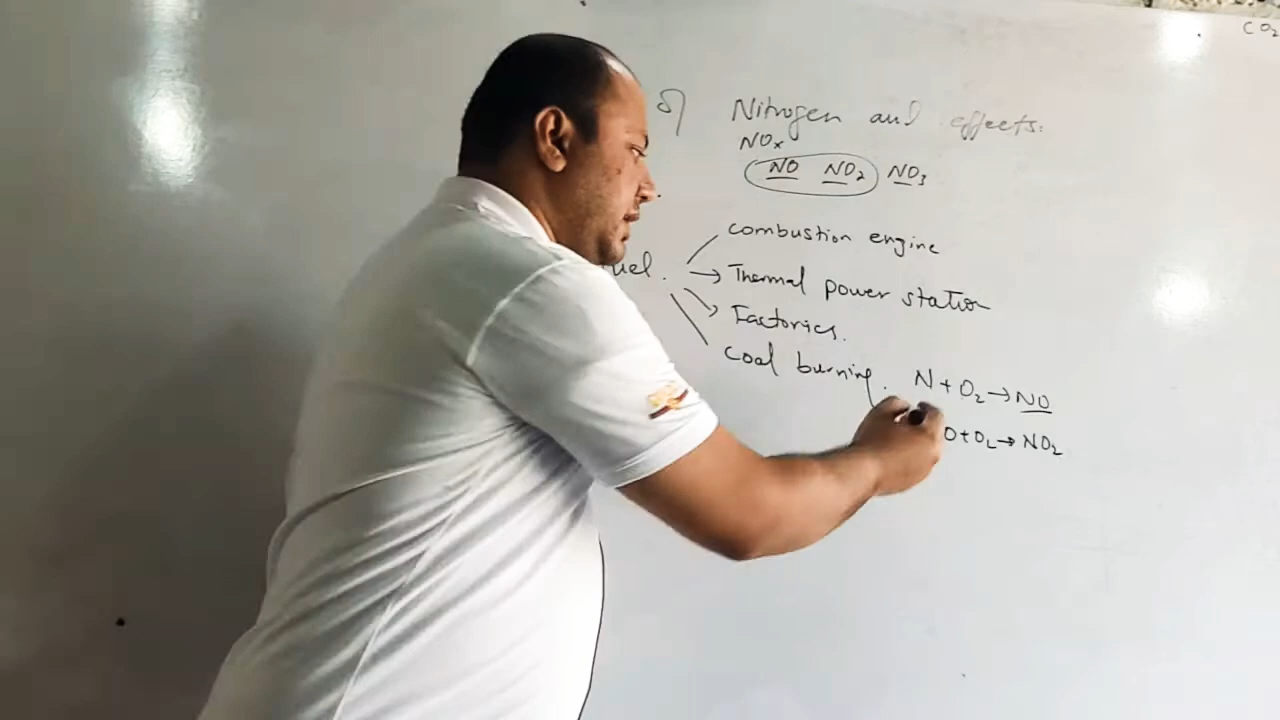 CO2
δ) Nitrogen and effects:
NOx
NO NO2 NO3
combustion engine
uel. → Thermal power station
Factories.
coal burning. N + O2 → NO
O + O2 → NO2